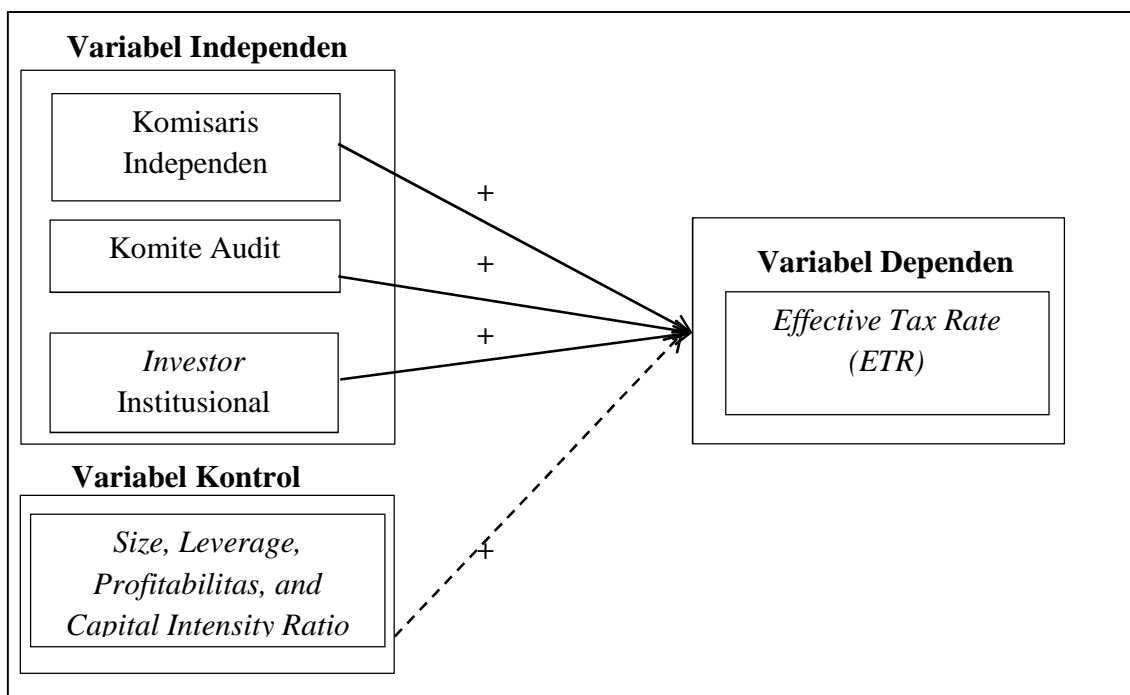 Variabel Independen
Komisaris
Independen
+
Komite Audit
+
Investor
Institusional
+
Variabel Dependen
Effective Tax Rate
(ETR)
Variabel Kontrol
Size, Leverage,
Profitabilitas, and
Capital Intensity Ratio
+